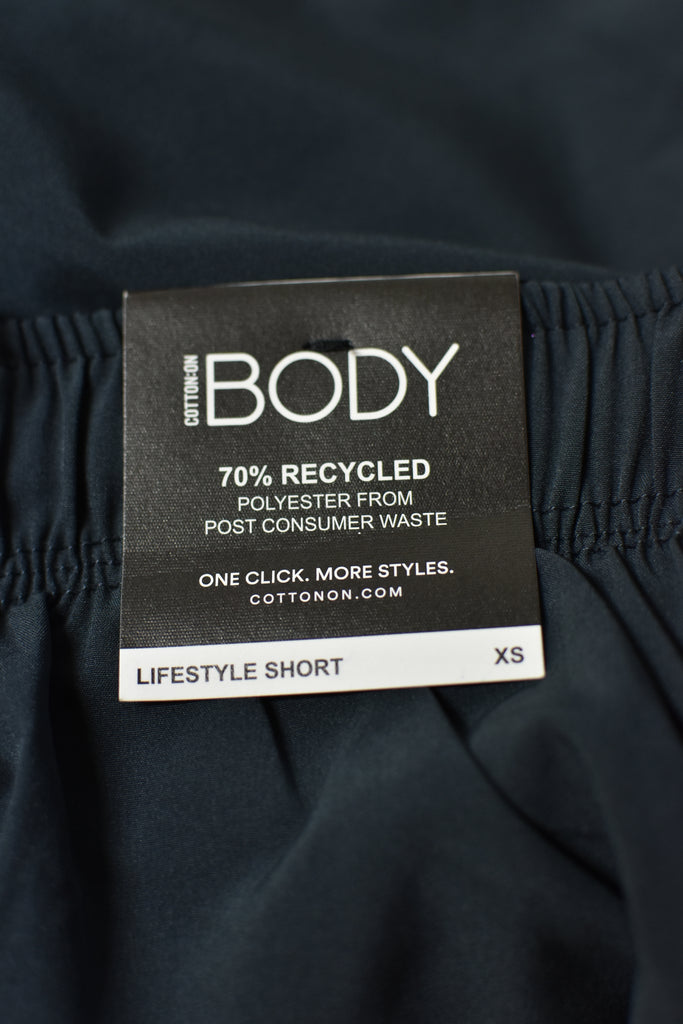 COTTON:ON
BODY
70% RECYCLED
POLYESTER FROM
POST CONSUMER WASTE
ONE CLICK. MORE STYLES.
COTTONON.COM
LIFESTYLE SHORT XS